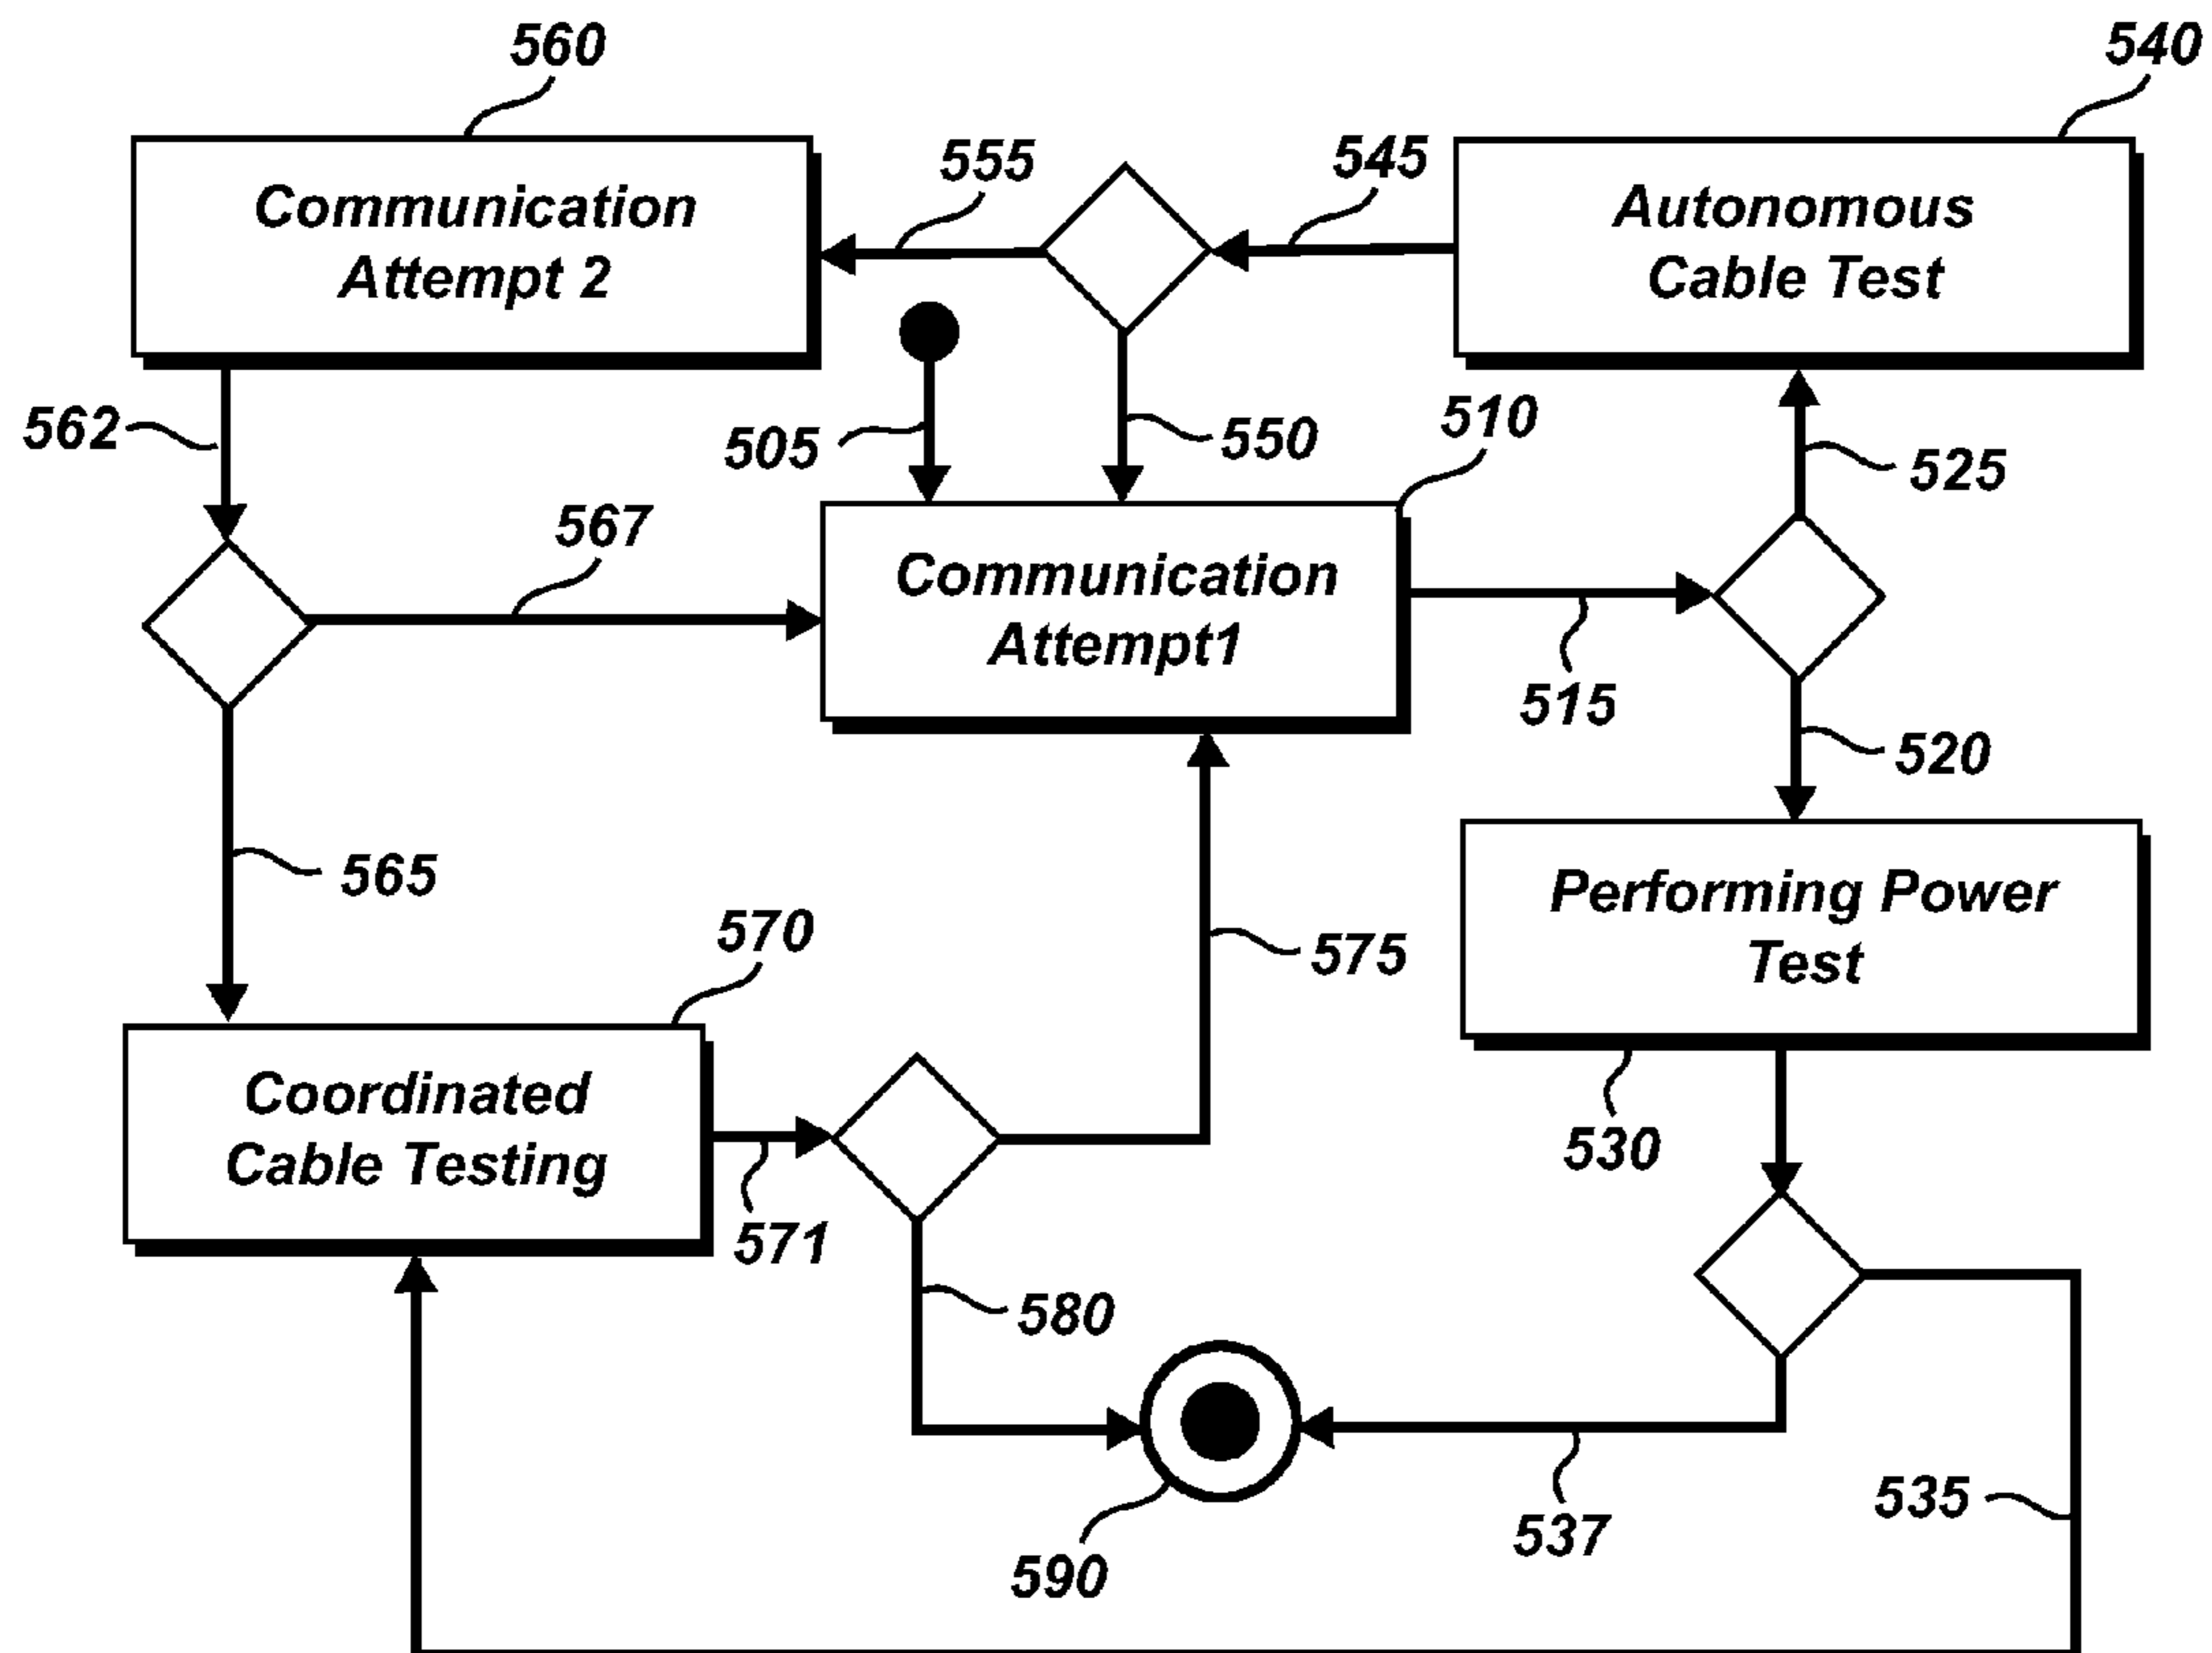 560
540
555
545
Communication
Attempt 2
Autonomous
Cable Test
562
505
550
510
525
567
Communication
Attempt1
515
520
565
570
575
Performing Power
Test
Coordinated
Cable Testing
571
530
580
535
537
590